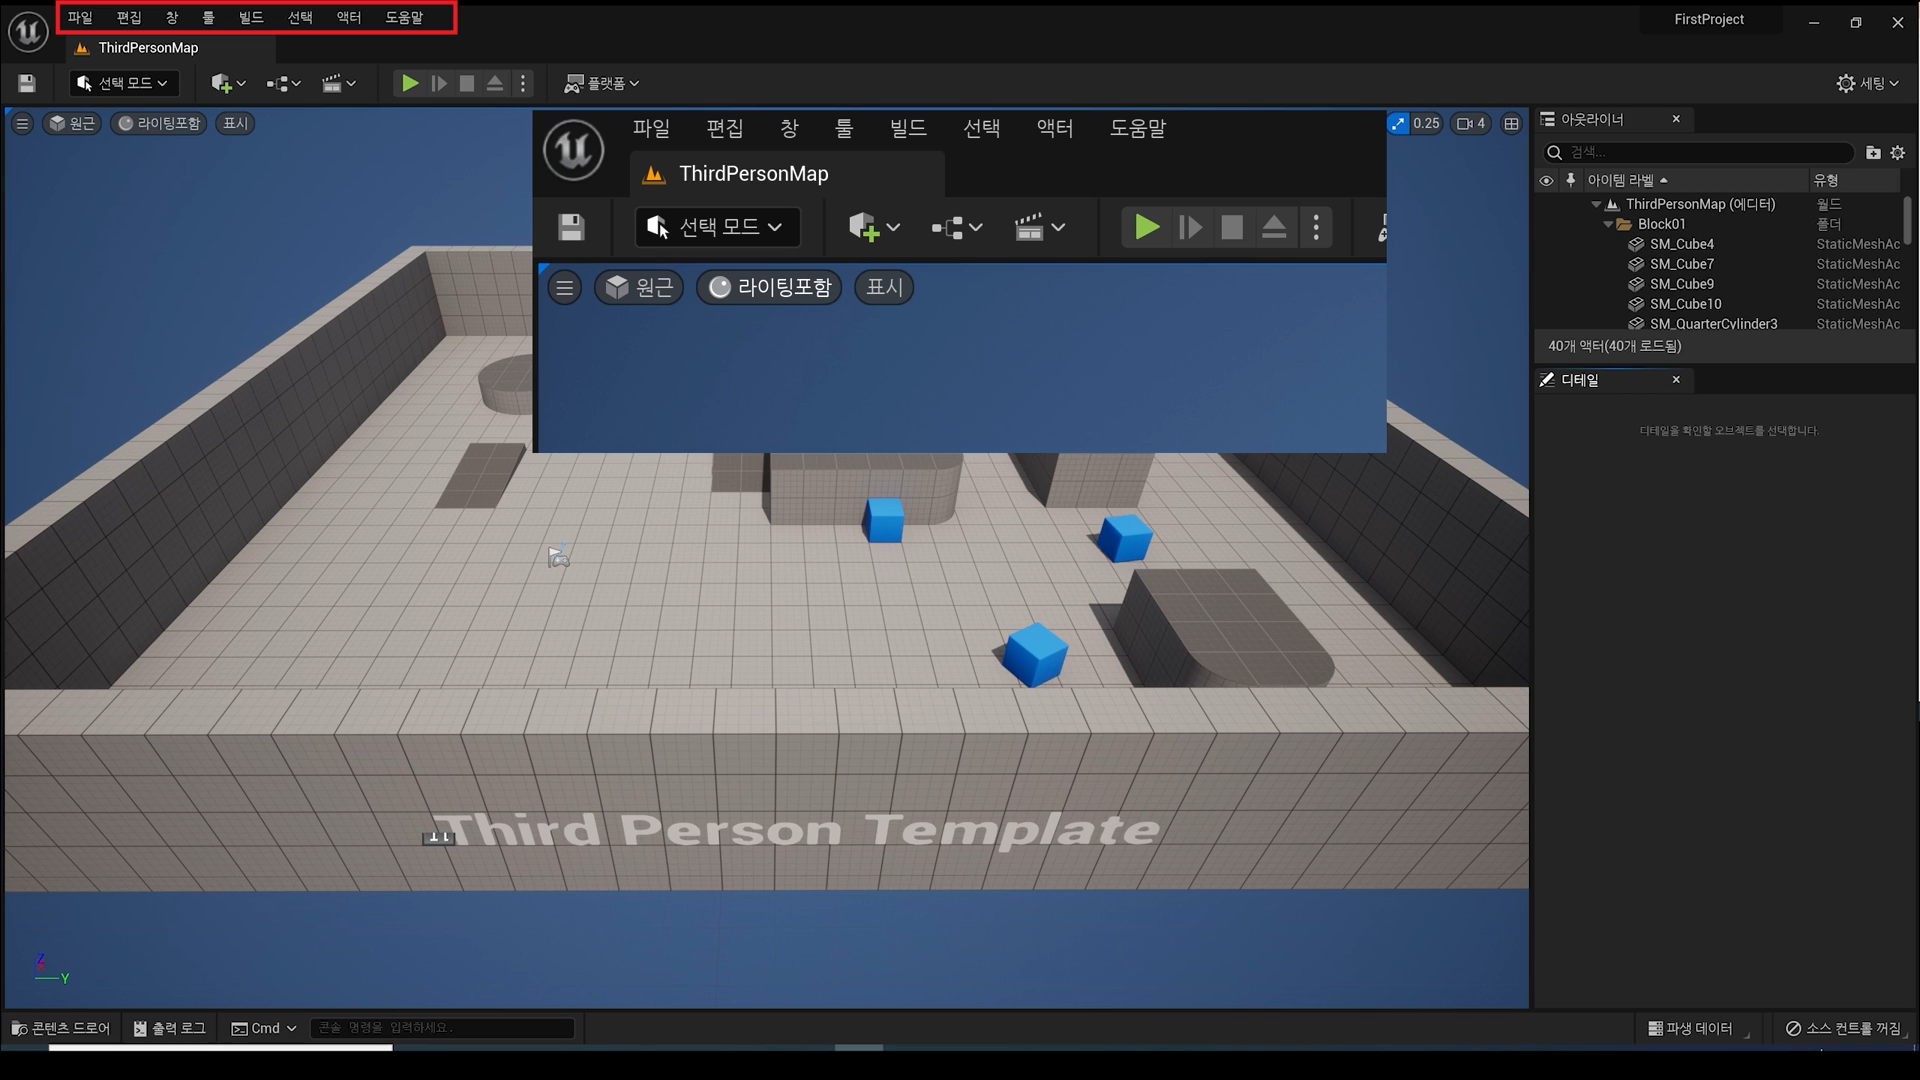 파일 편집 창 툴 빌드 선택 액터 도움말
FirstProject
ThirdPersonMap
선택 모드
플랫폼
세팅
원근 라이팅포함 표시
0.25 4
파일 편집 창 툴 빌드 선택 액터 도움말
ThirdPersonMap
선택 모드
원근 라이팅포함 표시
아웃라이너
검색...
아이템 라벨 유형
ThirdPersonMap (에디터) 월드
Block01 폴더
SM_Cube4 StaticMeshAc
SM_Cube7 StaticMeshAc
SM_Cube9 StaticMeshAc
SM_Cube10 StaticMeshAc
SM_QuarterCylinder3 StaticMeshAc
40개 액터(40개 로드됨)
디테일
디테일을 확인할 오브젝트를 선택합니다.
Third Person Template
Z
Y
콘텐츠 드로어 출력 로그 Cmd 콘솔 명령을 입력하세요.
파생 데이터 소스 컨트롤 꺼짐